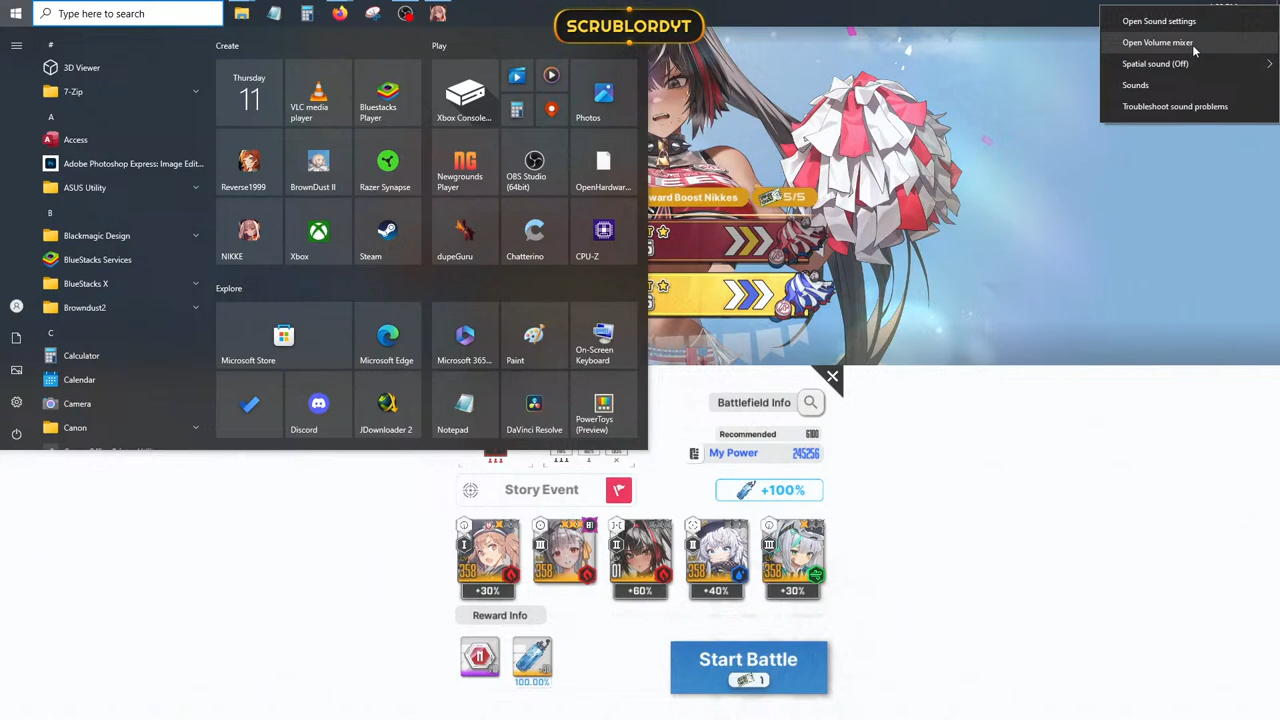 Type here to search
SCRUBLORDYT
Open Sound settings
Open Volume mixer
Spatial sound (Off)
Sounds
Troubleshoot sound problems
#
3D Viewer
7-Zip
A
Access
Adobe Photoshop Express: Image Edit...
ASUS Utility
B
Blackmagic Design
BlueStacks Services
BlueStacks X
Browndust2
C
Calculator
Calendar
Camera
Canon
Create
Thursday
11
VLC media
player
Bluestacks
Player
Reverse1999
BrownDust II
Razer Synapse
NIKKE
Xbox
Steam
Explore
Microsoft Store
Microsoft Edge
Discord
JDownloader 2
Play
Xbox Console...
Photos
Newgrounds
Player
OBS Studio
(64bit)
OpenHardwar...
dupeGuru
Chatterino
CPU-Z
Microsoft 365...
Paint
On-Screen
Keyboard
Notepad
DaVinci Resolve
PowerToys
(Preview)
ward Boost Nikkes
5/5
Battlefield Info
Recommended 6100
My Power 245256
Story Event
+100%
358
358
01
358
358
+30%
+60%
+40%
+30%
Reward Info
100.00%
Start Battle
1